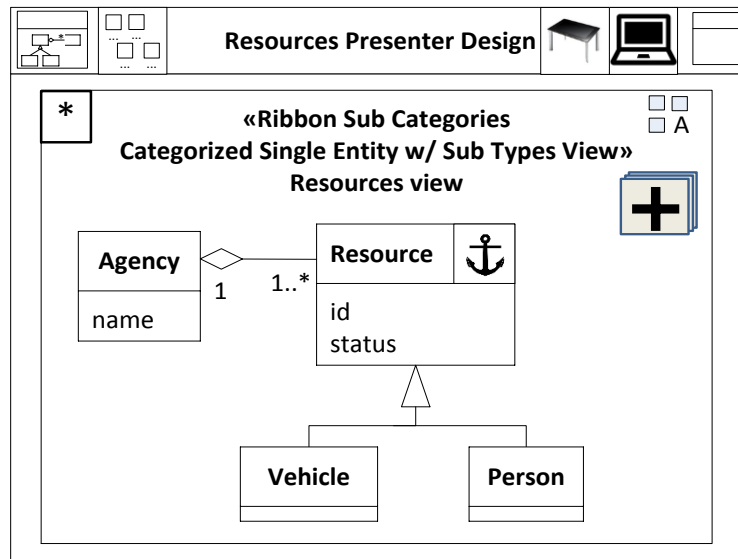 *
... ...
... ...
Resources Presenter Design
*
«Ribbon Sub Categories
Categorized Single Entity w/ Sub Types View»
Resources view
A
Agency
name
1
1..*
Resource
id
status
Vehicle
Person